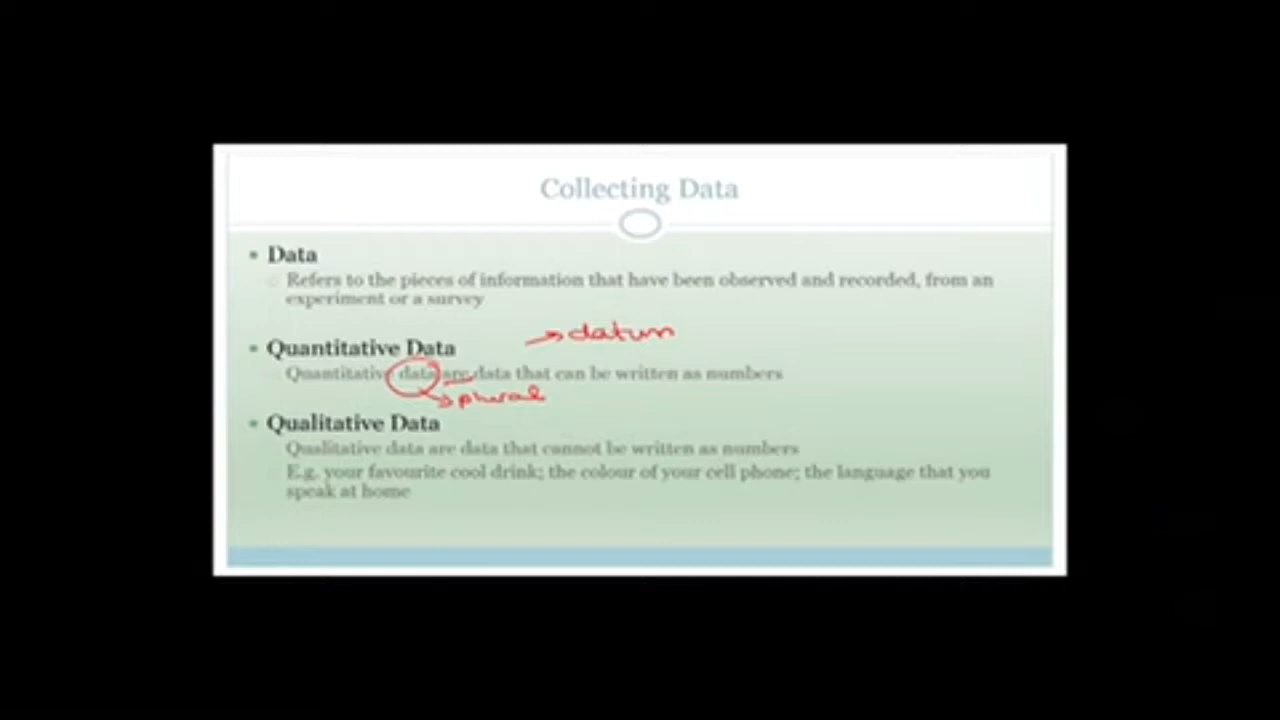 Collecting Data
Data
Refers to the pieces of information that have been observed and recorded, from an
experiment or a survey
datum
Quantitative Data
Quantitative data are data that can be written as numbers
plural
Qualitative Data
Qualitative data are data that cannot be written as numbers
E.g. your favourite cool drink; the colour of your cell phone; the language that you
speak at home